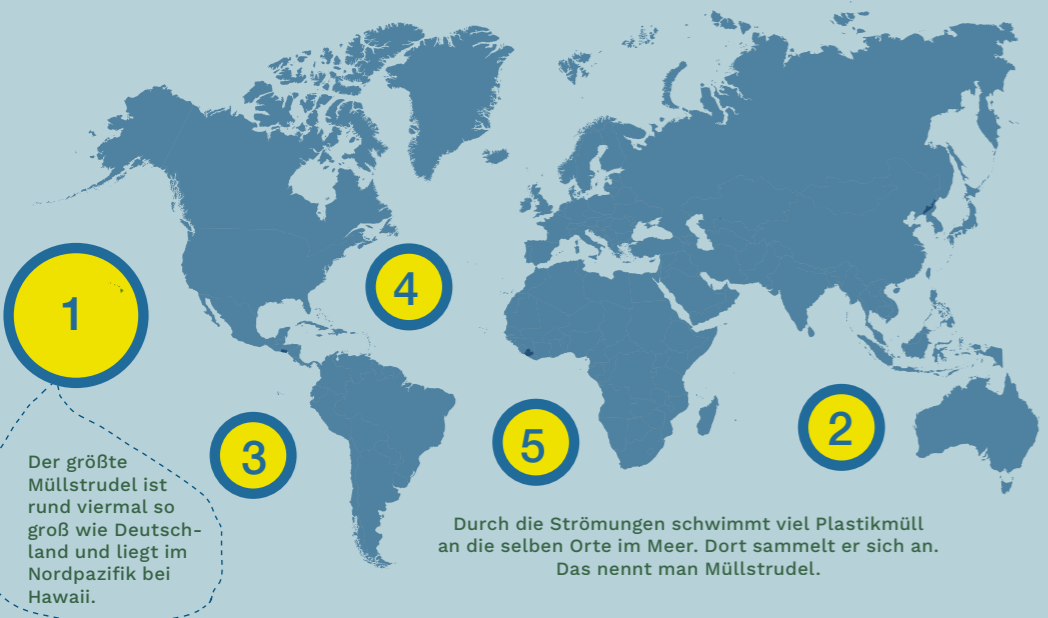 4
1
2
5
3
Der größte
Müllstrudel ist
rund viermal so
groß wie Deutsch-
land und liegt im
Nordpazifik bei
Hawaii.
Durch die Strömungen schwimmt viel Plastikmüll
an die selben Orte im Meer. Dort sammelt er sich an.
Das nennt man Müllstrudel.